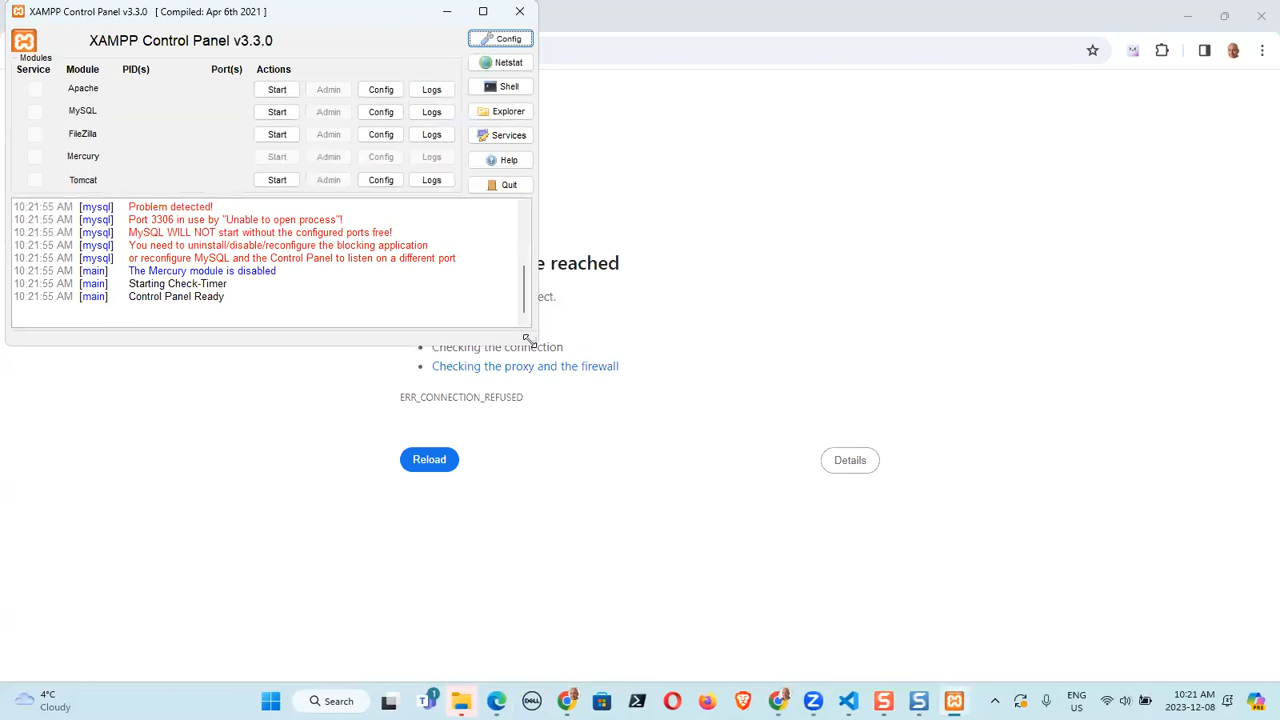 XAMPP Control Panel v3.3.0 [ Compiled: Apr 6th 2021 ]
XAMPP Control Panel v3.3.0
Config
Modules
Service Module PID(s) Port(s) Actions
Netstat
Apache Start Admin Config Logs
Shell
MySQL Start Admin Config Logs
Explorer
FileZilla Start Admin Config Logs
Services
Mercury Start Admin Config Logs
Help
Tomcat Start Admin Config Logs
Quit
10:21:55 AM [mysql] Problem detected!
10:21:55 AM [mysql] Port 3306 in use by "Unable to open process"!
10:21:55 AM [mysql] MySQL WILL NOT start without the configured ports free!
10:21:55 AM [mysql] You need to uninstall/disable/reconfigure the blocking application
10:21:55 AM [mysql] or reconfigure MySQL and the Control Panel to listen on a different port
10:21:55 AM [main] The Mercury module is disabled
10:21:55 AM [main] Starting Check-Timer
10:21:55 AM [main] Control Panel Ready
e reached
ect.
Checking the connection
Checking the proxy and the firewall
ERR_CONNECTION_REFUSED
Reload
Details
4°C
Cloudy
Search
1
DELL
ENG
US
10:21 AM
2023-12-08